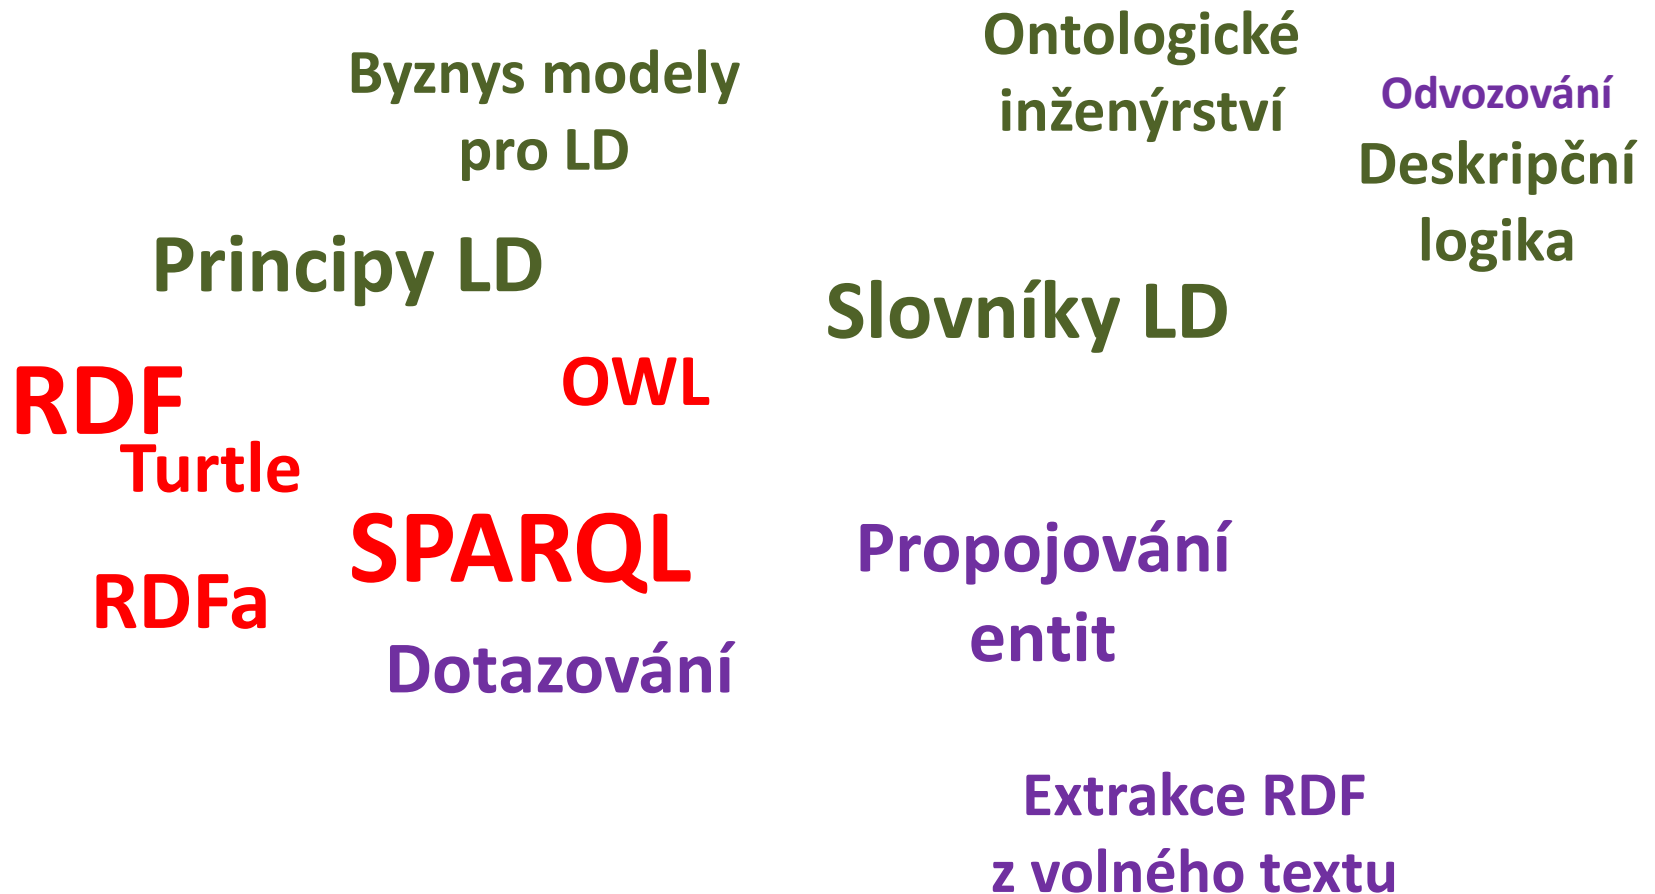 Byznys modely
pro LD
Ontologické
inženýrství
Odvozování
Deskripční
logika
Principy LD
Slovníky LD
RDF
OWL
Turtle
SPARQL
RDFa
Dotazování
Propojování
entit
Extrakce RDF
z volného textu